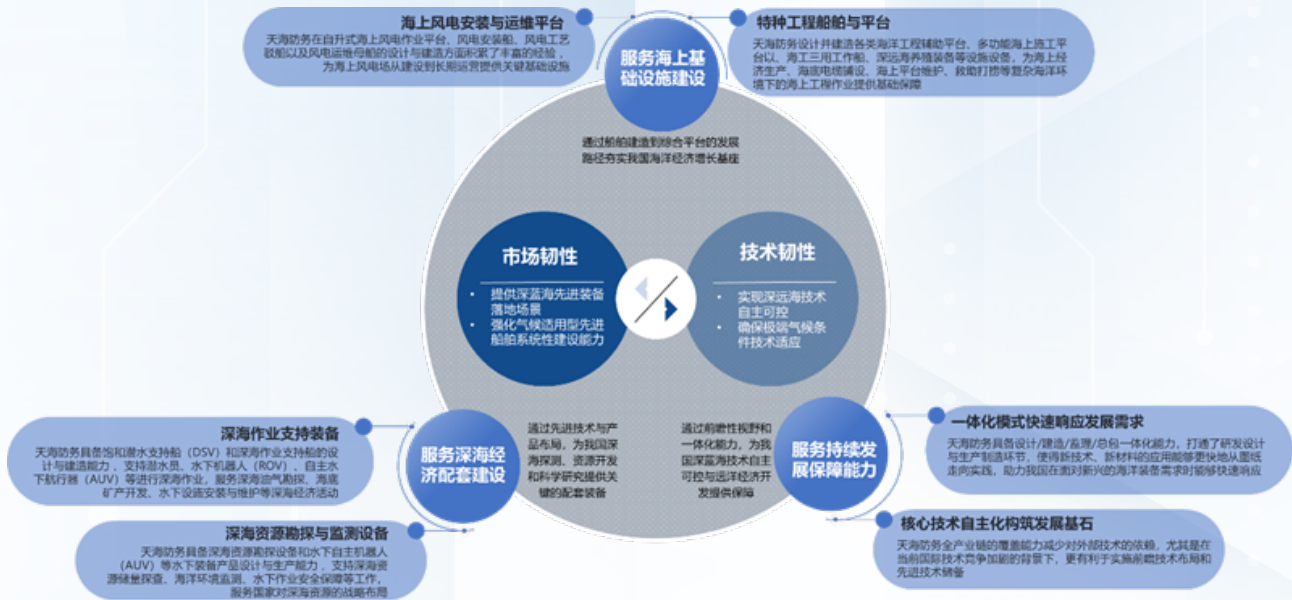 海上风电安装与运维平台
天海防务在自升式海上风电作业平台、风电安装船、风电工艺
驳船以及风电运维母船的设计与建造方面积累了丰富的经验，
为海上风电场从建设到长期运营提供关键基础设施
服务海上基
础设施建设
特种工程船舶与平台
天海防务设计并建造各类海洋工程辅助平台、多功能海上施工平
台以、海工三用工作船、深远海养殖装备等设施设备，为海上经
济生产、海底电缆铺设、海上平台维护、救助打捞等复杂海洋环
境下的海上工程作业提供基础保障
通过船舶建造到综合平台的发展
路径夯实我国海洋经济增长基座
市场韧性
• 提供深蓝海先进装备
落地场景
• 强化气候适用型先进
船舶系统性建设能力
技术韧性
• 实现深远海技术
自主可控
• 确保极端气候条
件技术适应
深海作业支持装备
天海防务具备饱和潜水支持船（DSV）和深海作业支持船的设
计与建造能力，支持潜水员、水下机器人（ROV）、自主水
下航行器（AUV）等进行深海作业，服务深海油气勘探、海底
矿产开发、水下设施安装与维护等深海经济活动
服务深海经
济配套建设
深海资源勘探与监测设备
天海防务具备深海资源勘探设备和水下自主机器人
（AUV）等水下装备产品设计与生产能力，支持深海资
源储量探查、海洋环境监测、水下作业安全保障等工作，
服务国家对深海资源的战略布局
通过先进技术与产
品布局，为我国深
海探测、资源开发
和科学研究提供关
键的配套装备
通过前瞻性视野和
一体化能力，为我
国深蓝海技术自主
可控与远洋经济开
发提供保障
服务持续发
展保障能力
一体化模式快速响应发展需求
天海防务具备设计/建造/监理/总包一体化能力，打通了研发设计
与生产制造环节，使得新技术、新材料的应用能够更快地从图纸
走向实践，助力我国在面对新兴的海洋装备需求时能够快速响应
核心技术自主化构筑发展基石
天海防务全产业链的覆盖能力减少对外部技术的依赖，尤其是在
当前国际技术竞争加剧的背景下，更有利于实施前瞻技术布局和
先进技术储备